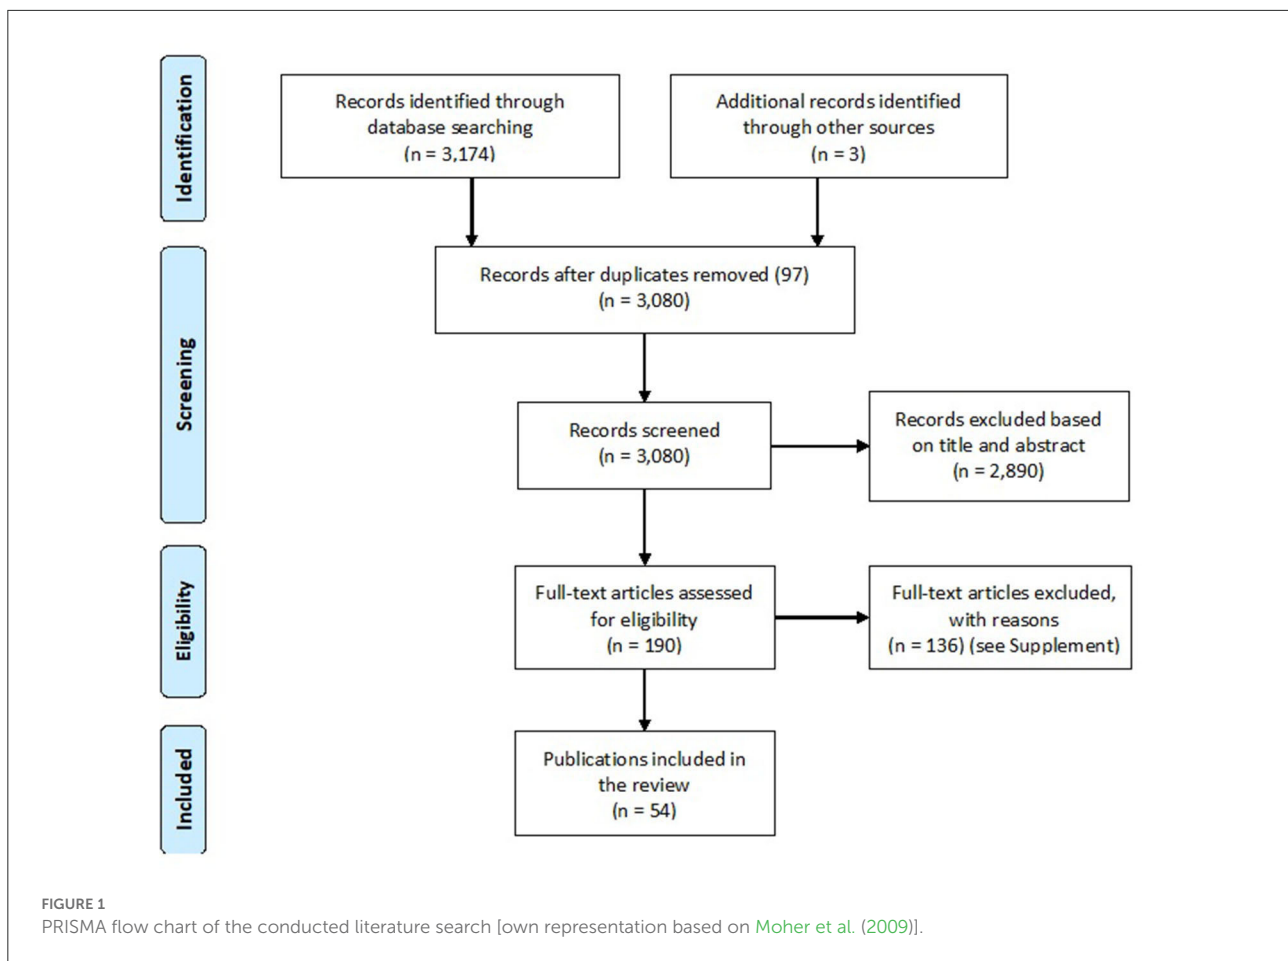 Identification
Records identified through
database searching
(n = 3,174)
Additional records identified
through other sources
(n = 3)
Screening
Records after duplicates removed (97)
(n = 3,080)
Records screened
(n = 3,080)
Records excluded based
on title and abstract
(n = 2,890)
Eligibility
Full-text articles assessed
for eligibility
(n = 190)
Full-text articles excluded,
with reasons
(n = 136) (see Supplement)
Included
Publications included in
the review
(n = 54)
FIGURE 1
PRISMA flow chart of the conducted literature search [own representation based on Moher et al. (2009)].